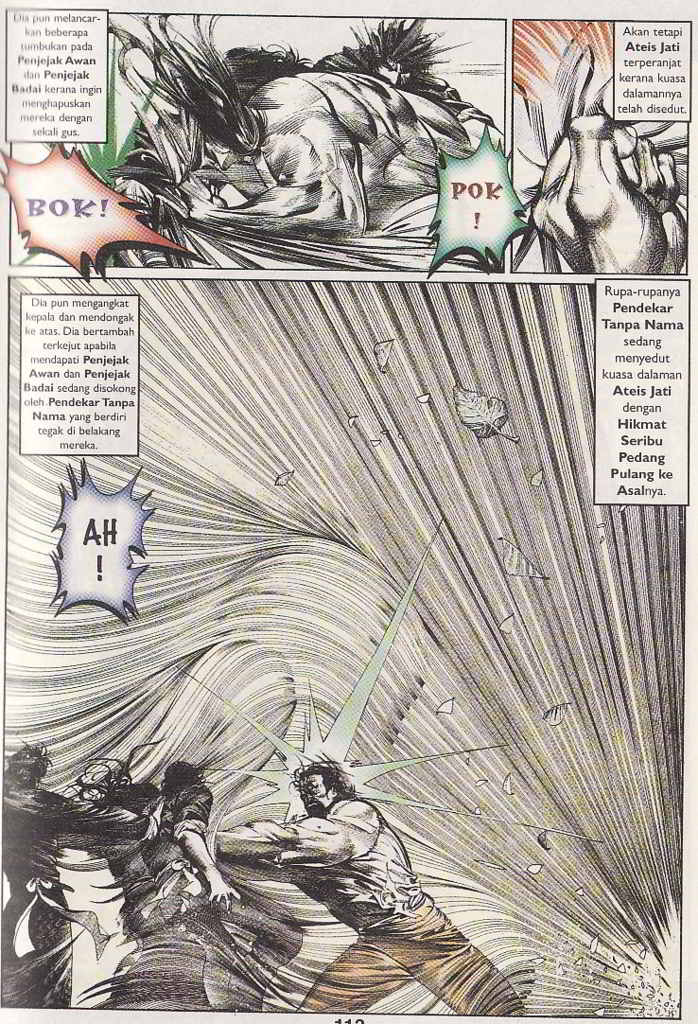 Dia pun melancar-
kan beberapa
tumbukan pada
Penjejak Awan
dan Penjejak
Badai kerana ingin
menghapuskan
mereka dengan
sekali gus.
BOK!
POK
!
Akan tetapi
Ateis Jati
terperanjat
kerana kuasa
dalamannya
telah disedut.
Dia pun mengangkat
kepala dan mendongak
ke atas. Dia bertambah
terkejut apabila
mendapati Penjejak
Awan dan Penjejak
Badai sedang disokong
oleh Pendekar Tanpa
Nama yang berdiri
tegak di belakang
mereka.
Rupa-rupanya
Pendekar
Tanpa Nama
sedang
menyedut
kuasa dalaman
Ateis Jati
dengan
Hikmat
Seribu
Pedang
Pulang ke
Asalnya.
AH
!
113